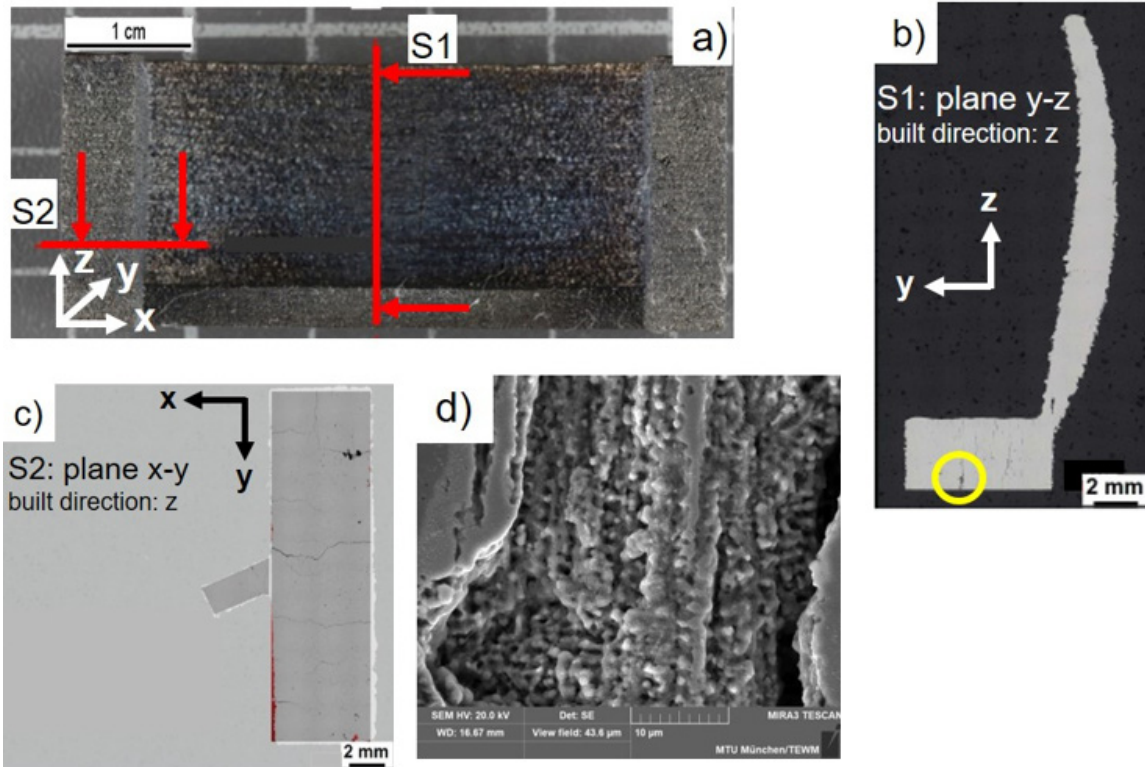 1 cm
S1
a)
S2
z
y
x
b)
S1: plane y-z
built direction: z
z
y
2 mm
c)
x
S2: plane x-y
y
built direction: z
2 mm
d)
SEM HV: 20.0 kV
Det: SE
MIRA3 TESCAN
WD: 16.67 mm
View field: 43.6 µm
10 µm
MTU München/TEWM